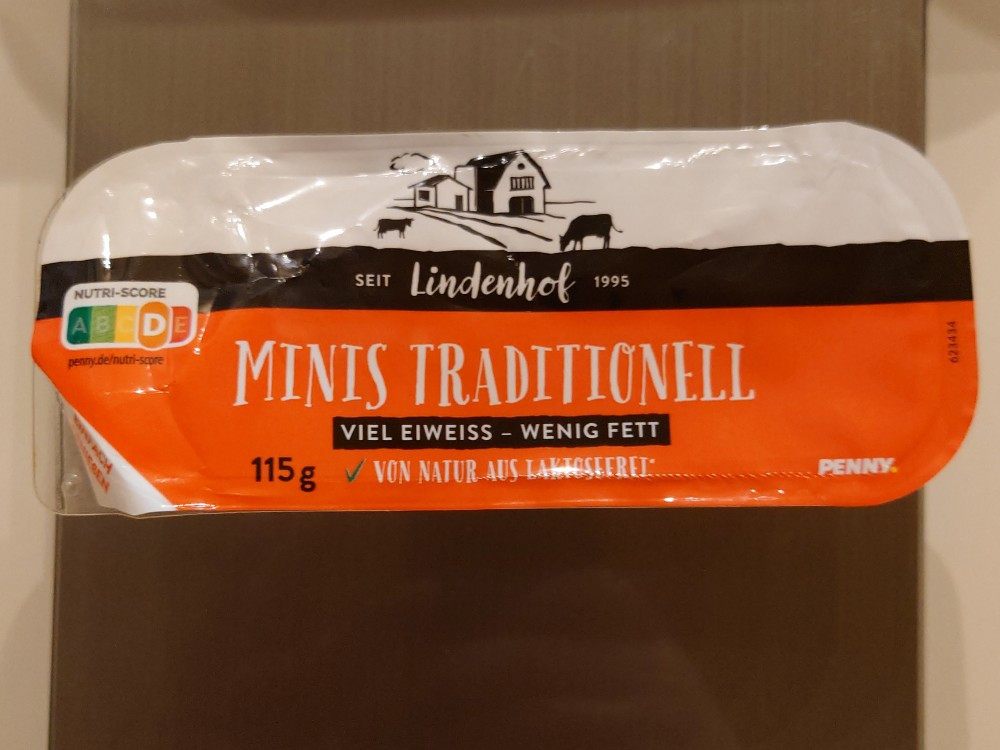 SEIT Lindenhof 1995
NUTRI-SCORE
A B C D E
penny.de/nutri-score
MINIS TRADITIONELL
VIEL EIWEISS – WENIG FETT
115 g ✓ VON NATUR AUS LAKTOSEFREI*
PENNY.
623434